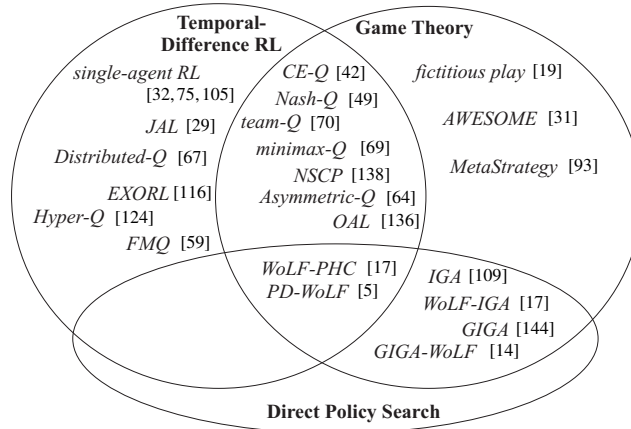 Temporal-
Difference RL
Game Theory
single-agent RL
[32,75,105]
JAL [29]
Distributed-Q [67]
EXORL [116]
Hyper-Q [124]
FMQ [59]
CE-Q [42]
Nash-Q [49]
team-Q [70]
minimax-Q [69]
NSCP [138]
Asymmetric-Q [64]
OAL [136]
fictitious play [19]
AWESOME [31]
MetaStrategy [93]
WoLF-PHC [17]
PD-WoLF [5]
IGA [109]
WoLF-IGA [17]
GIGA [144]
GIGA-WoLF [14]
Direct Policy Search